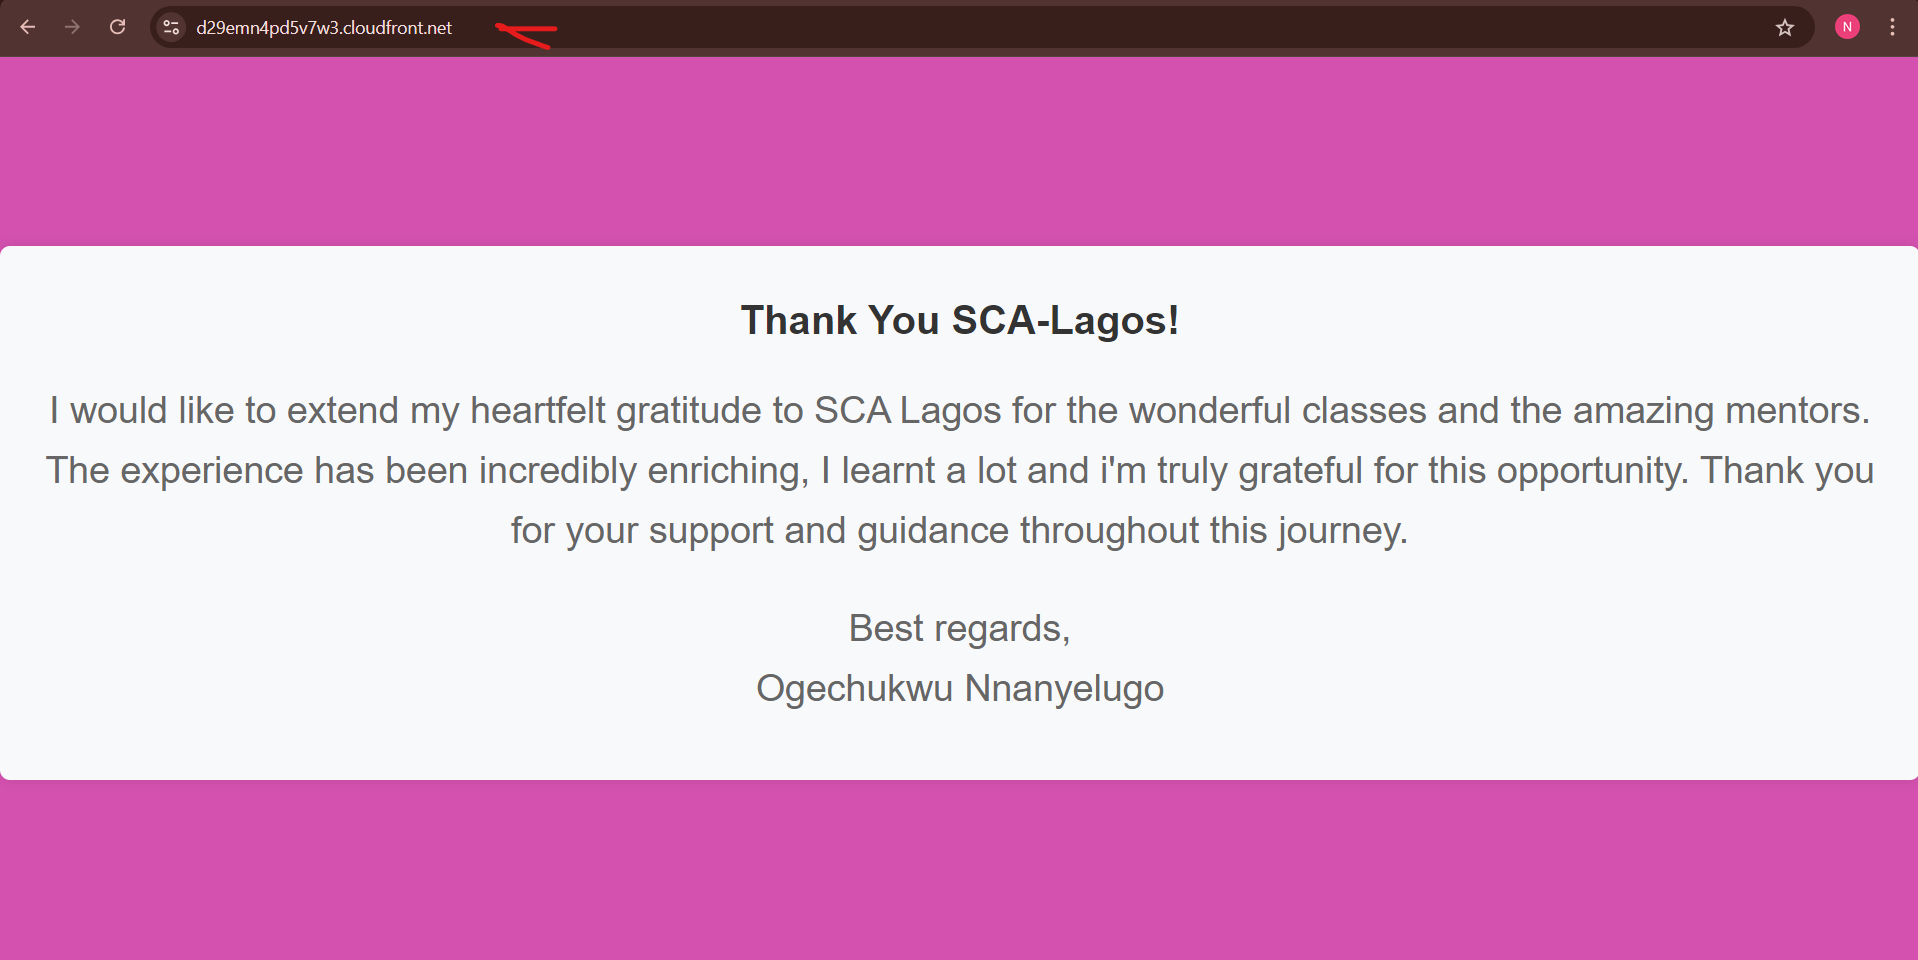 d29emn4pd5v7w3.cloudfront.net
N
Thank You SCA-Lagos!
I would like to extend my heartfelt gratitude to SCA Lagos for the wonderful classes and the amazing mentors.
The experience has been incredibly enriching, I learnt a lot and i'm truly grateful for this opportunity. Thank you
for your support and guidance throughout this journey.
Best regards,
Ogechukwu Nnanyelugo